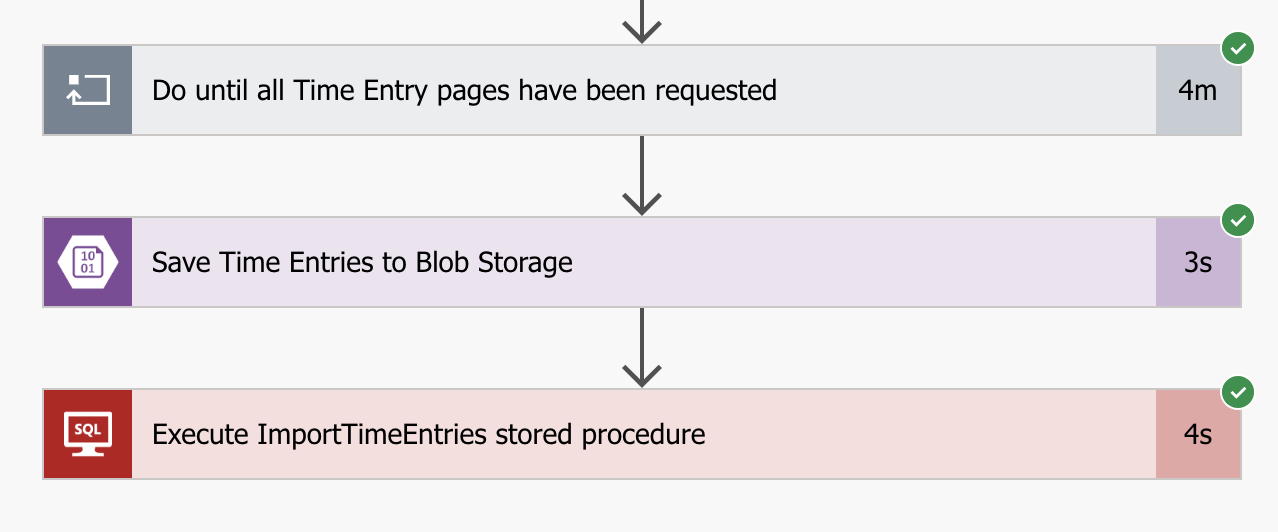 Do until all Time Entry pages have been requested 4m
10
01
Save Time Entries to Blob Storage 3s
SQL
Execute ImportTimeEntries stored procedure 4s